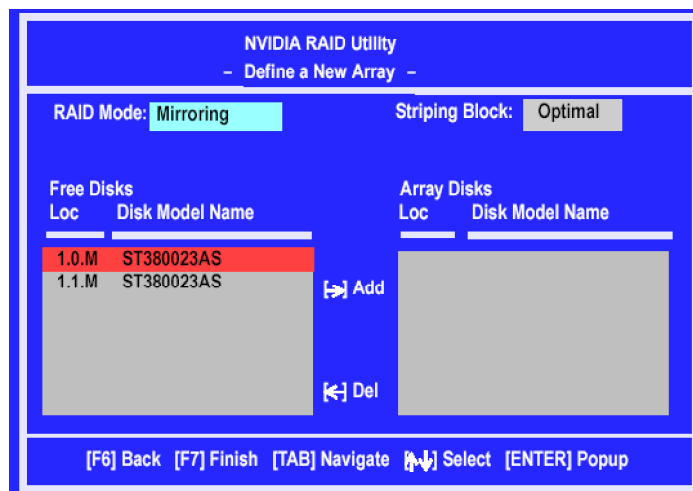 NVIDIA RAID Utility
– Define a New Array –
RAID Mode: Mirroring
Striping Block: Optimal
Free Disks
Loc Disk Model Name
1.0.M ST380023AS
1.1.M ST380023AS
[→] Add
[←] Del
Array Disks
Loc Disk Model Name
[F6] Back [F7] Finish [TAB] Navigate [↑↓] Select [ENTER] Popup